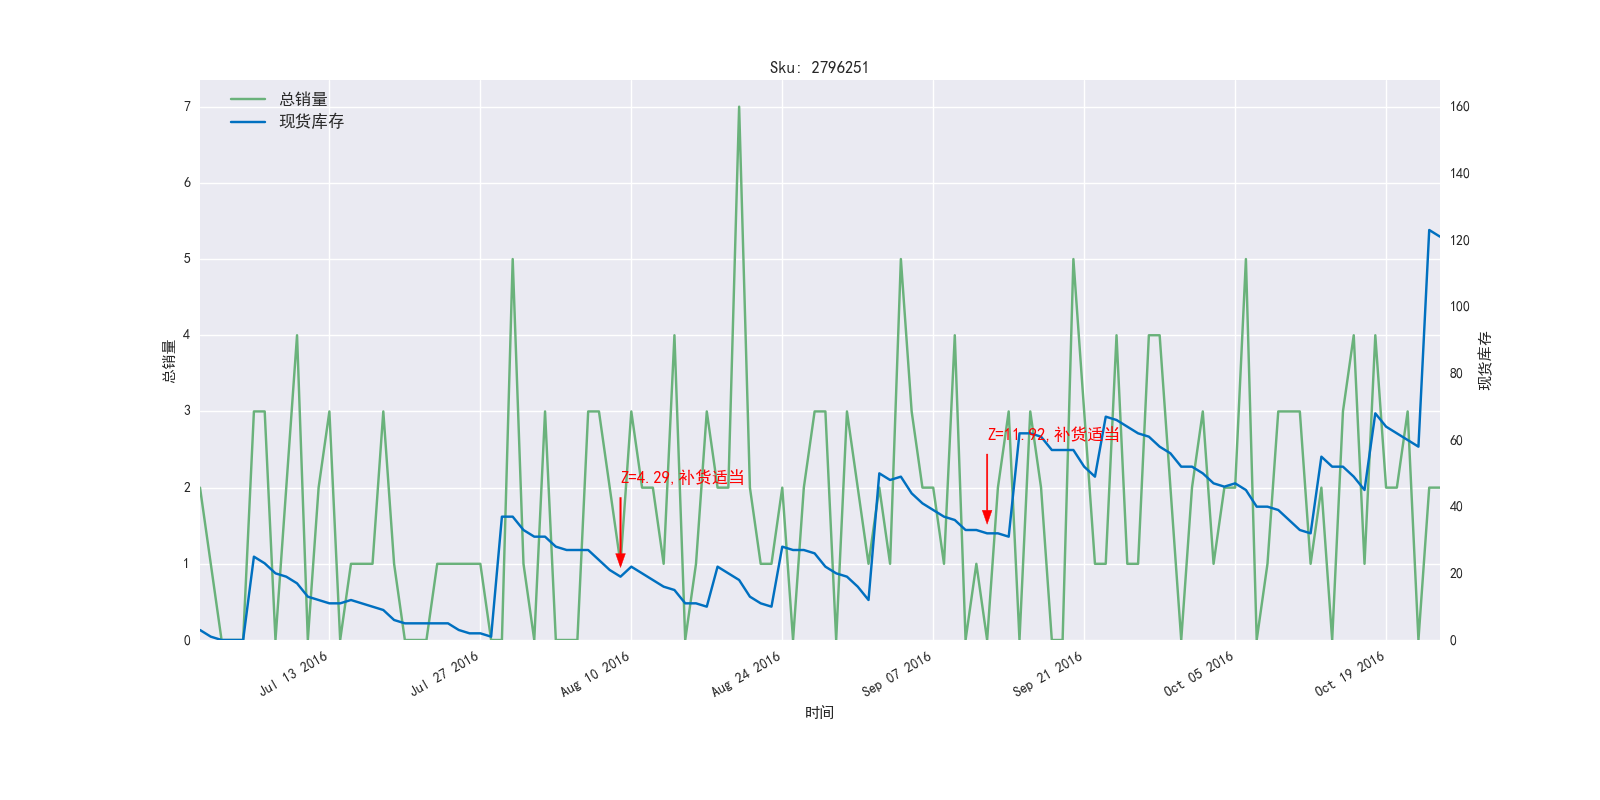 Sku: 2796251
总销量
现货库存
7
6
5
4
3
2
1
0
总销量
160
140
120
100
80
60
40
20
0
现货库存
Z=4.29,补货适当
Z=11.92,补货适当
Jul 13 2016
Jul 27 2016
Aug 10 2016
Aug 24 2016
Sep 07 2016
Sep 21 2016
Oct 05 2016
Oct 19 2016
时间